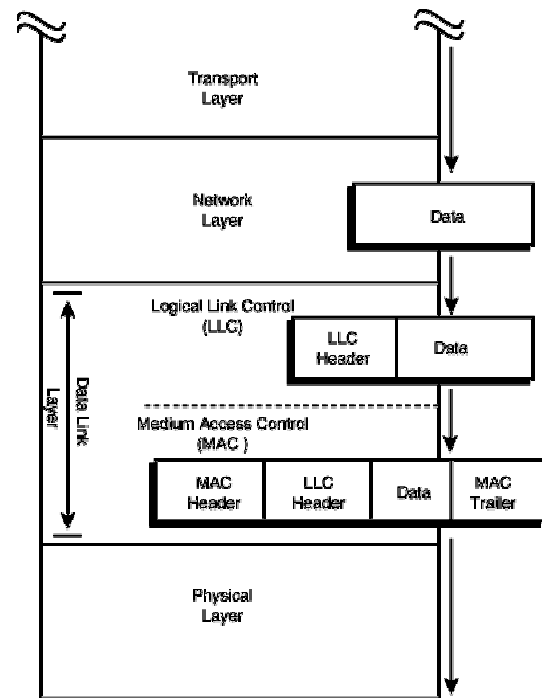 Transport
Layer
Network
Layer
Data
Logical Link Control
(LLC)
LLC
Header
Data
Data Link
Layer
Medium Access Control
(MAC )
MAC
Header
LLC
Header
Data
MAC
Trailer
Physical
Layer